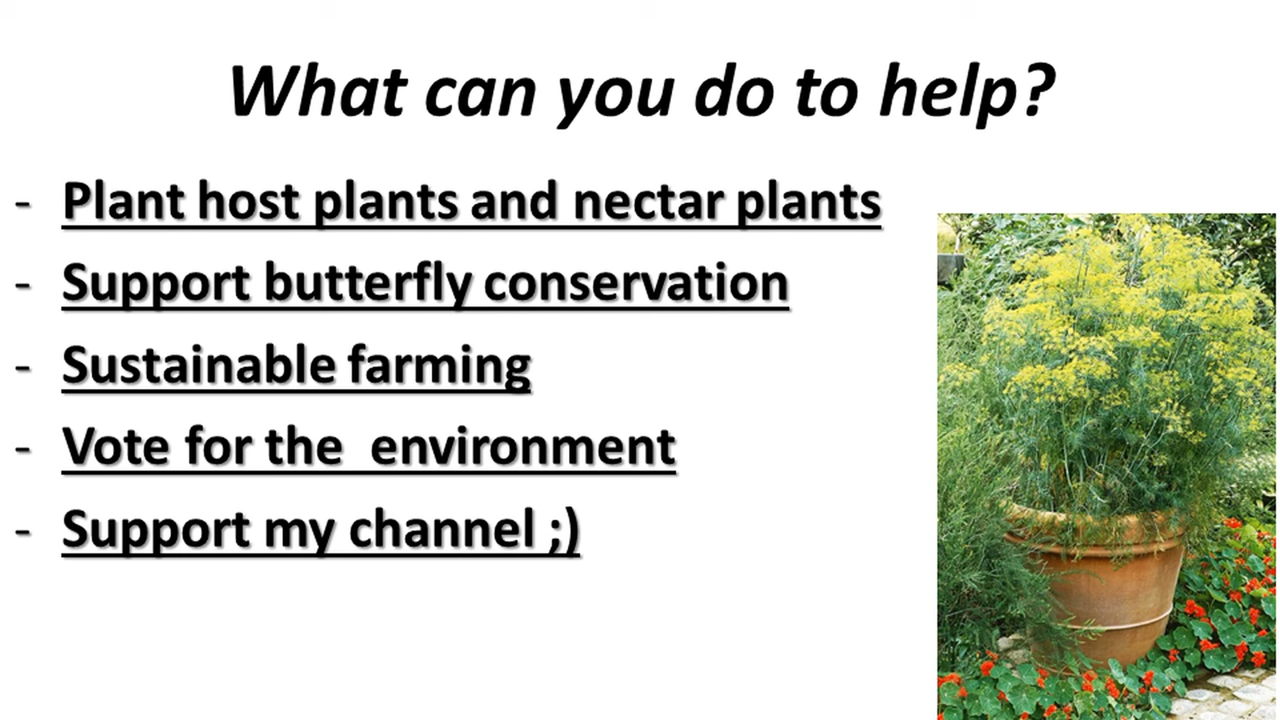 What can you do to help?
- Plant host plants and nectar plants
- Support butterfly conservation
- Sustainable farming
- Vote for the  environment
- Support my channel ;)